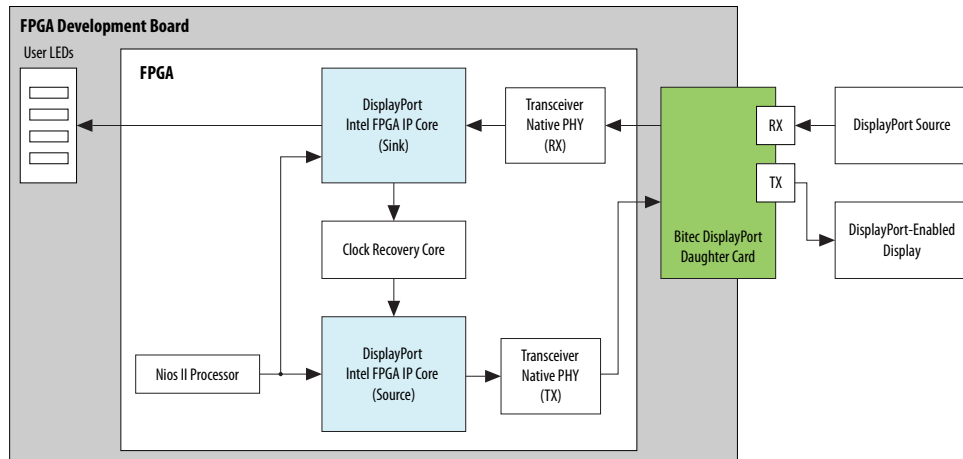 FPGA Development Board
User LEDs
FPGA
DisplayPort
Intel FPGA IP Core
(Sink)
Transceiver
Native PHY
(RX)
RX
DisplayPort Source
TX
Clock Recovery Core
Bitec DisplayPort
Daughter Card
DisplayPort-Enabled
Display
Nios II Processor
DisplayPort
Intel FPGA IP Core
(Source)
Transceiver
Native PHY
(TX)